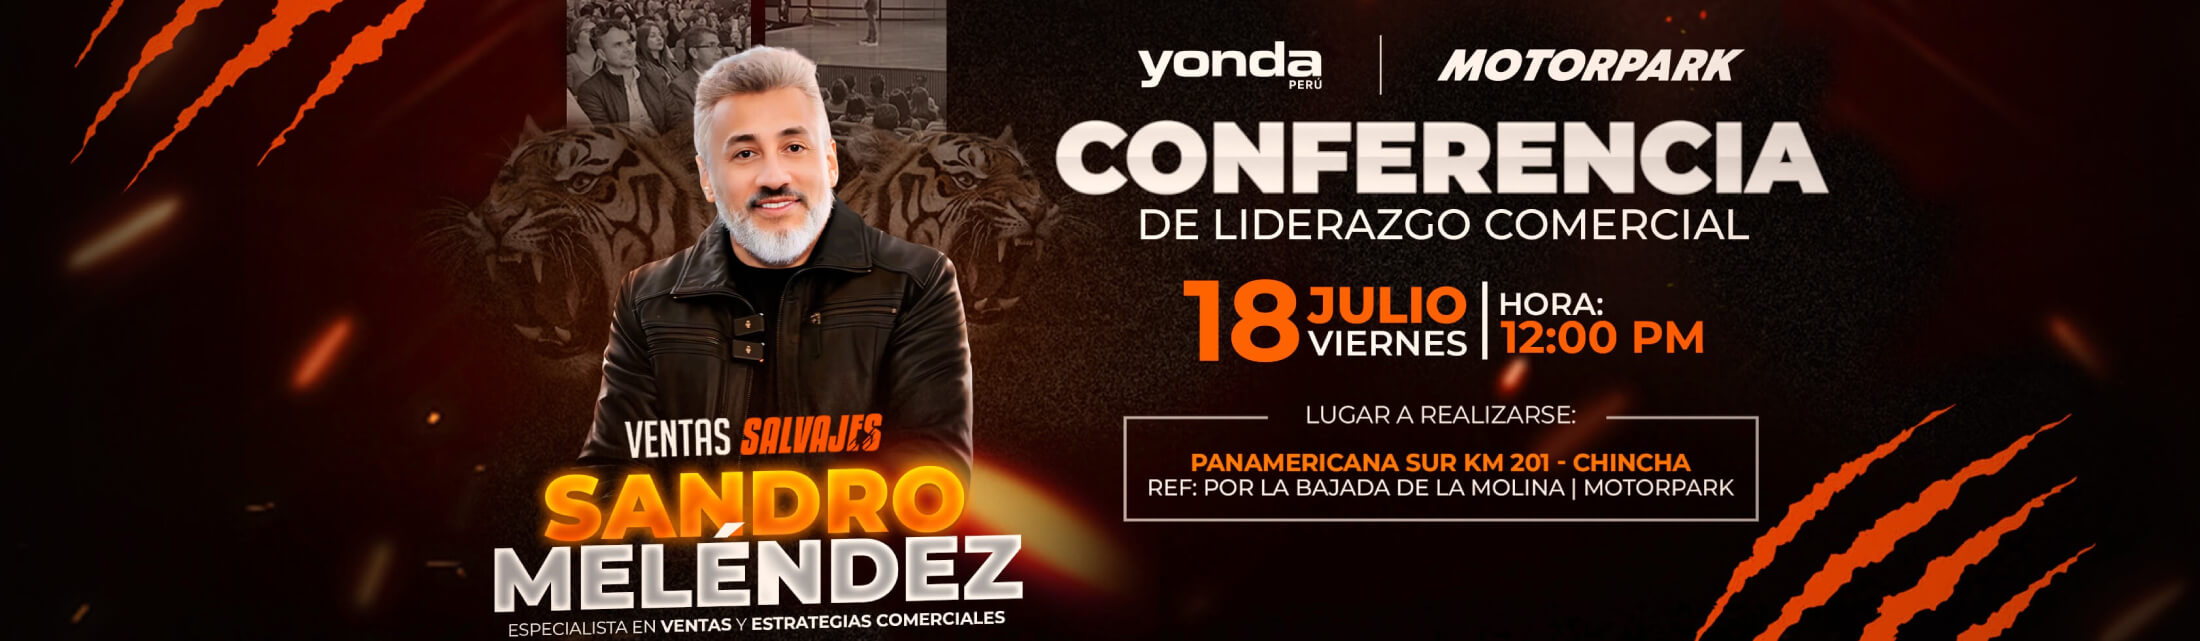 yonda
PERÚ
MOTORPARK
CONFERENCIA
DE LIDERAZGO COMERCIAL
18 JULIO
VIERNES
HORA:
12:00 PM
LUGAR A REALIZARSE:
PANAMERICANA SUR KM 201 - CHINCHA
REF: POR LA BAJADA DE LA MOLINA | MOTORPARK
VENTAS SALVAJES
SANDRO
MELÉNDEZ
ESPECIALISTA EN VENTAS Y ESTRATEGIAS COMERCIALES